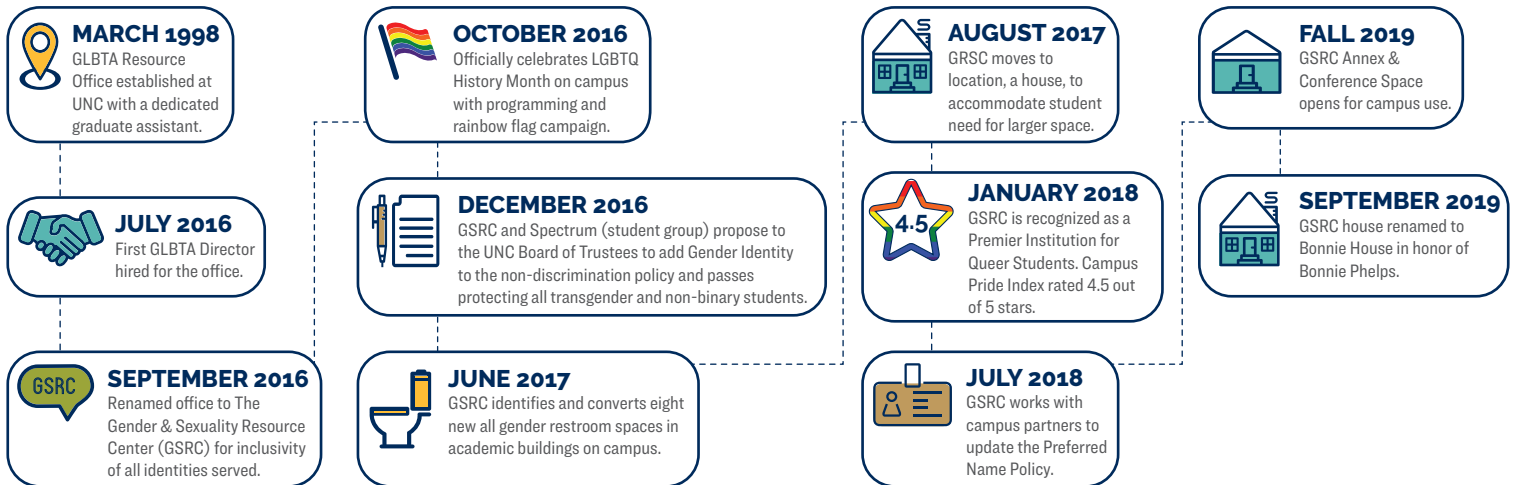 MARCH 1998
GLBTA Resource
Office established at
UNC with a dedicated
graduate assistant.
JULY 2016
First GLBTA Director
hired for the office.
GSRC
SEPTEMBER 2016
Renamed office to The
Gender & Sexuality Resource
Center (GSRC) for inclusivity
of all identities served.
OCTOBER 2016
Officially celebrates LGBTQ
History Month on campus
with programming and
rainbow flag campaign.
DECEMBER 2016
GSRC and Spectrum (student group) propose to
the UNC Board of Trustees to add Gender Identity
to the non-discrimination policy and passes
protecting all transgender and non-binary students.
JUNE 2017
GSRC identifies and converts eight
new all gender restroom spaces in
academic buildings on campus.
AUGUST 2017
GRSC moves to
location, a house, to
accommodate student
need for larger space.
4.5
JANUARY 2018
GSRC is recognized as a
Premier Institution for
Queer Students. Campus
Pride Index rated 4.5 out
of 5 stars.
JULY 2018
GSRC works with
campus partners to
update the Preferred
Name Policy.
FALL 2019
GSRC Annex &
Conference Space
opens for campus use.
SEPTEMBER 2019
GSRC house renamed to
Bonnie House in honor of
Bonnie Phelps.